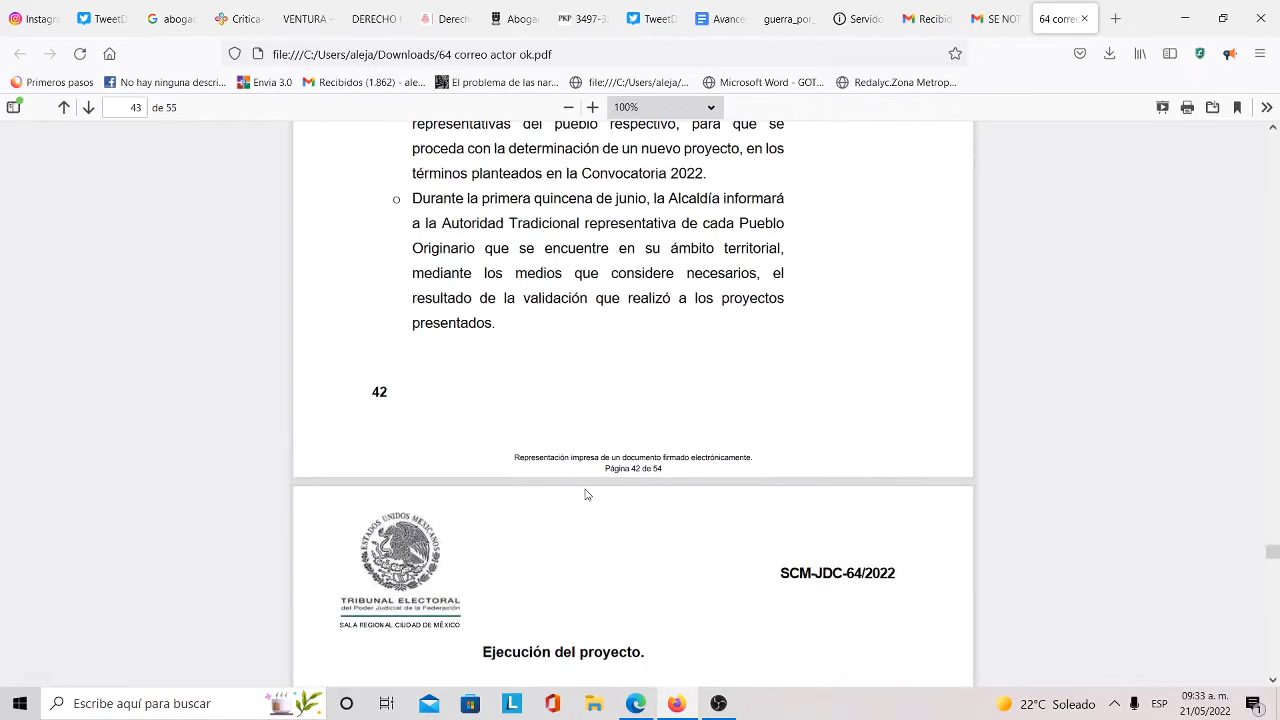 Instagr
TweetD
abogac
Critica
VENTURA -
DERECHO (
Derech
Abogad
PKP 3497-3
TweetD
Avance
guerra_por
Servido
Recibid
SE NOT
64 corre
file:///C:/Users/aleja/Downloads/64 correo actor ok.pdf
Primeros pasos
No hay ninguna descri...
Envia 3.0
Recibidos (1.862) - ale...
El problema de las nar...
file:///C:/Users/aleja/...
Microsoft Word - GOT...
Redalyc.Zona Metrop...
43 de 55
100%
representativas del pueblo respectivo, para que se
proceda con la determinación de un nuevo proyecto, en los
términos planteados en la Convocatoria 2022.
o Durante la primera quincena de junio, la Alcaldía informará
a la Autoridad Tradicional representativa de cada Pueblo
Originario que se encuentre en su ámbito territorial,
mediante los medios que considere necesarios, el
resultado de la validación que realizó a los proyectos
presentados.
42
Representación impresa de un documento firmado electrónicamente.
Página 42 de 54
ESTADOS UNIDOS MEXICANOS
SCM-JDC-64/2022
TRIBUNAL ELECTORAL
del Poder Judicial de la Federación
SALA REGIONAL CIUDAD DE MÉXICO
Ejecución del proyecto.
Escribe aquí para buscar
22°C Soleado
ESP
09:33 a. m.
21/05/2022